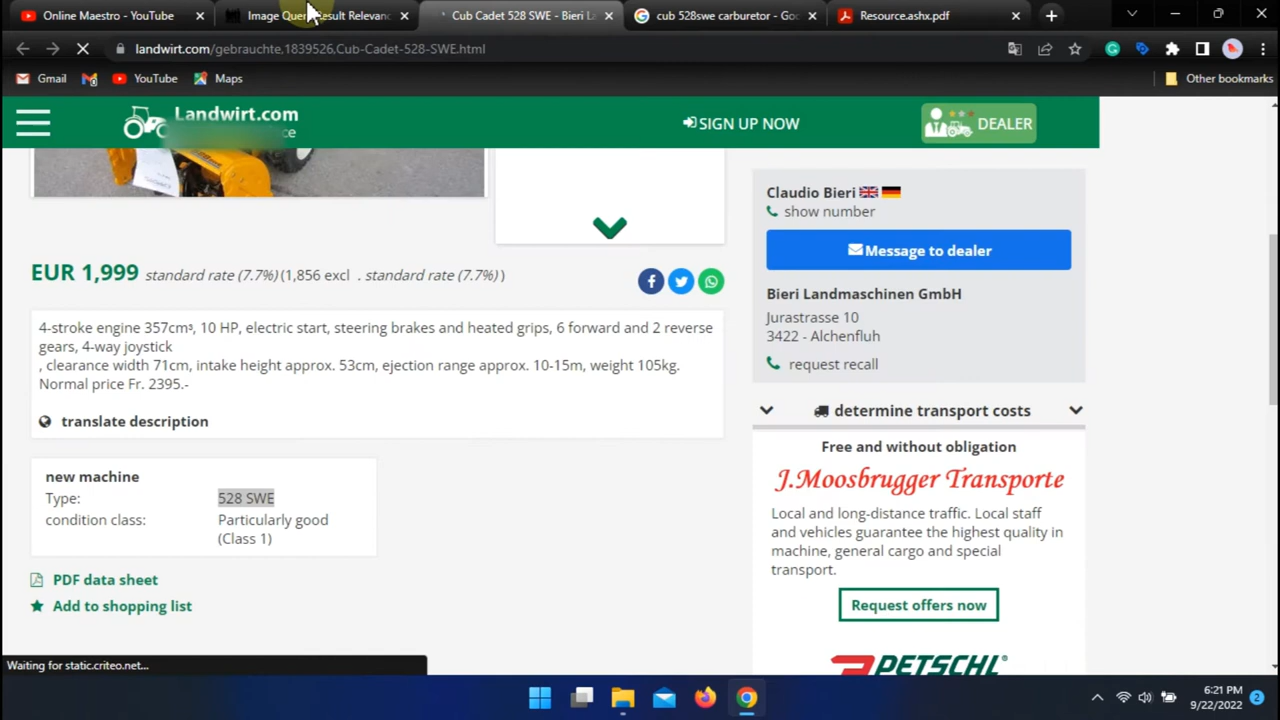 Online Maestro - YouTube
Image Query Result Relevanc
Cub Cadet 528 SWE - Bieri La
cub 528swe carburetor - Goo
Resource.ashx.pdf
landwirt.com/gebrauchte,1839526,Cub-Cadet-528-SWE.html
Gmail
YouTube
Maps
Other bookmarks
Landwirt.com
ce
SIGN UP NOW
DEALER
Claudio Bieri
show number
Message to dealer
EUR 1,999 standard rate (7.7%) (1,856 excl . standard rate (7.7%) )
Bieri Landmaschinen GmbH
Jurastrasse 10
3422 - Alchenfluh
request recall
4-stroke engine 357cm³, 10 HP, electric start, steering brakes and heated grips, 6 forward and 2 reverse
gears, 4-way joystick
, clearance width 71cm, intake height approx. 53cm, ejection range approx. 10-15m, weight 105kg.
Normal price Fr. 2395.-
translate description
determine transport costs
Free and without obligation
J.Moosbrugger Transporte
Local and long-distance traffic. Local staff
and vehicles guarantee the highest quality in
machine, general cargo and special
transport.
Request offers now
PETSCHL
new machine
Type: 528 SWE
condition class: Particularly good
(Class 1)
PDF data sheet
Add to shopping list
Waiting for static.criteo.net...
6:21 PM
9/22/2022
2